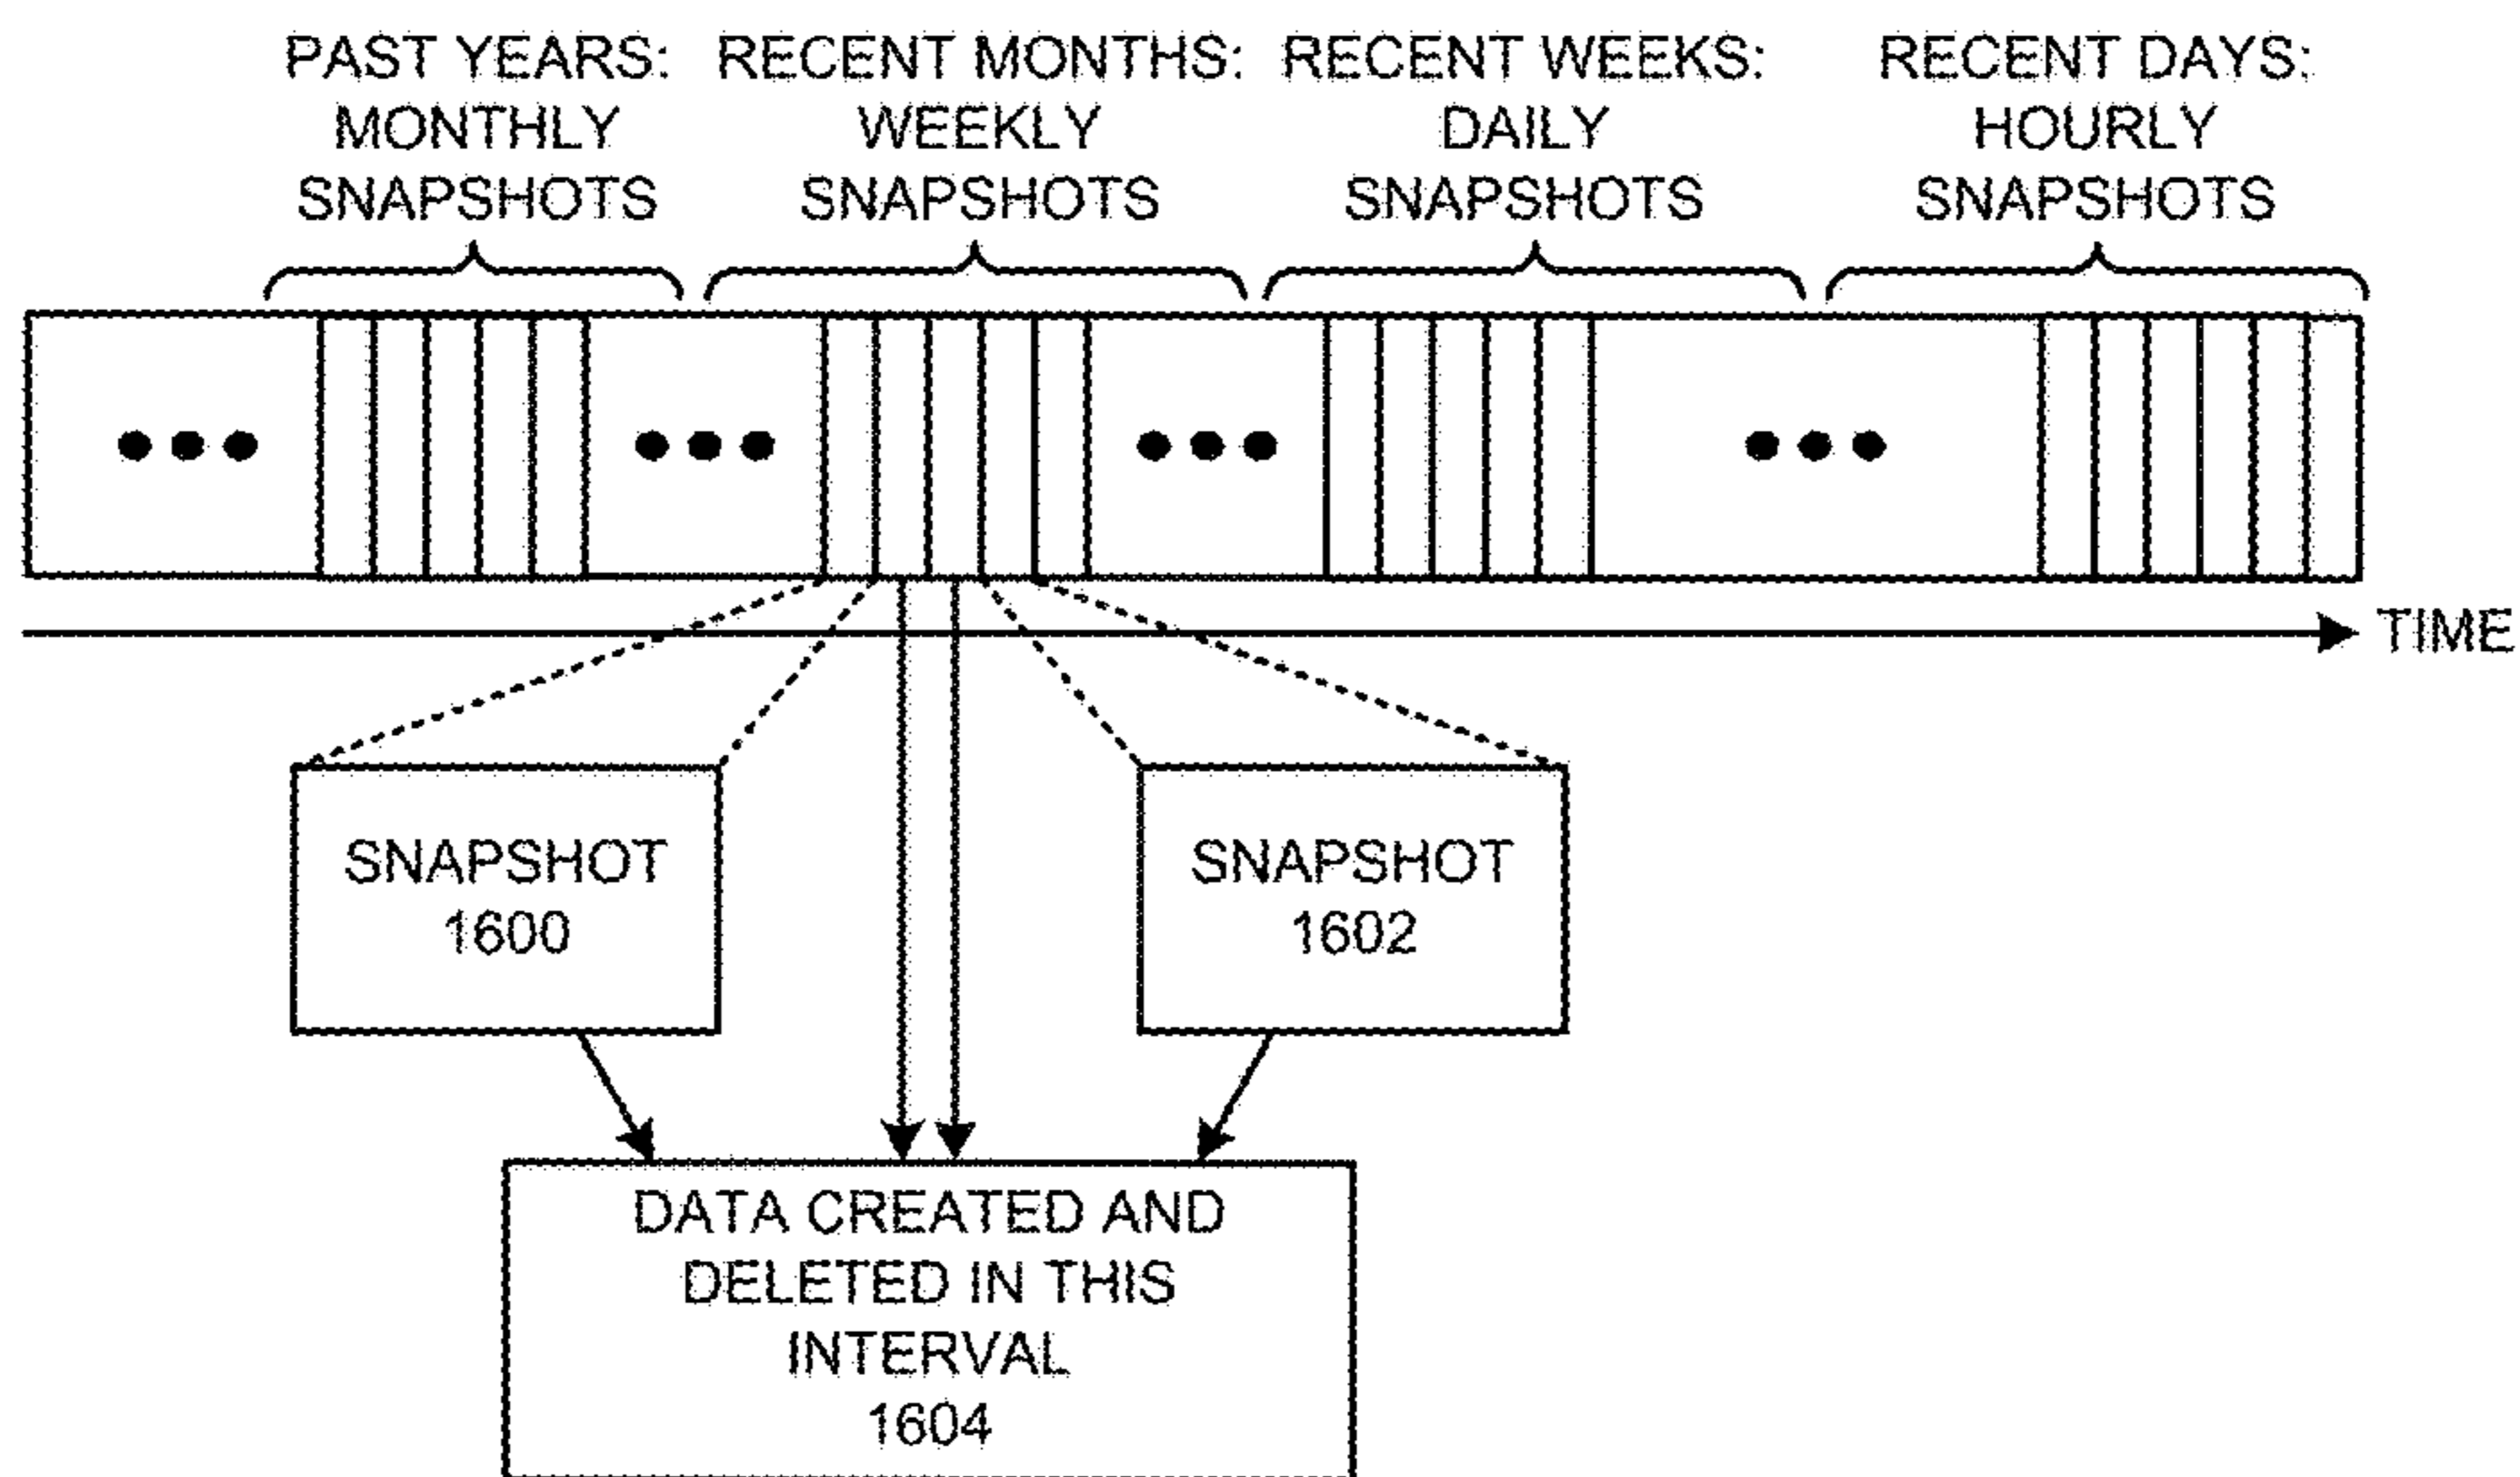 PAST YEARS:
MONTHLY
SNAPSHOTS
RECENT MONTHS:
WEEKLY
SNAPSHOTS
RECENT WEEKS:
DAILY
SNAPSHOTS
RECENT DAYS:
HOURLY
SNAPSHOTS
TIME
SNAPSHOT
1600
SNAPSHOT
1602
DATA CREATED AND
DELETED IN THIS
INTERVAL
1604